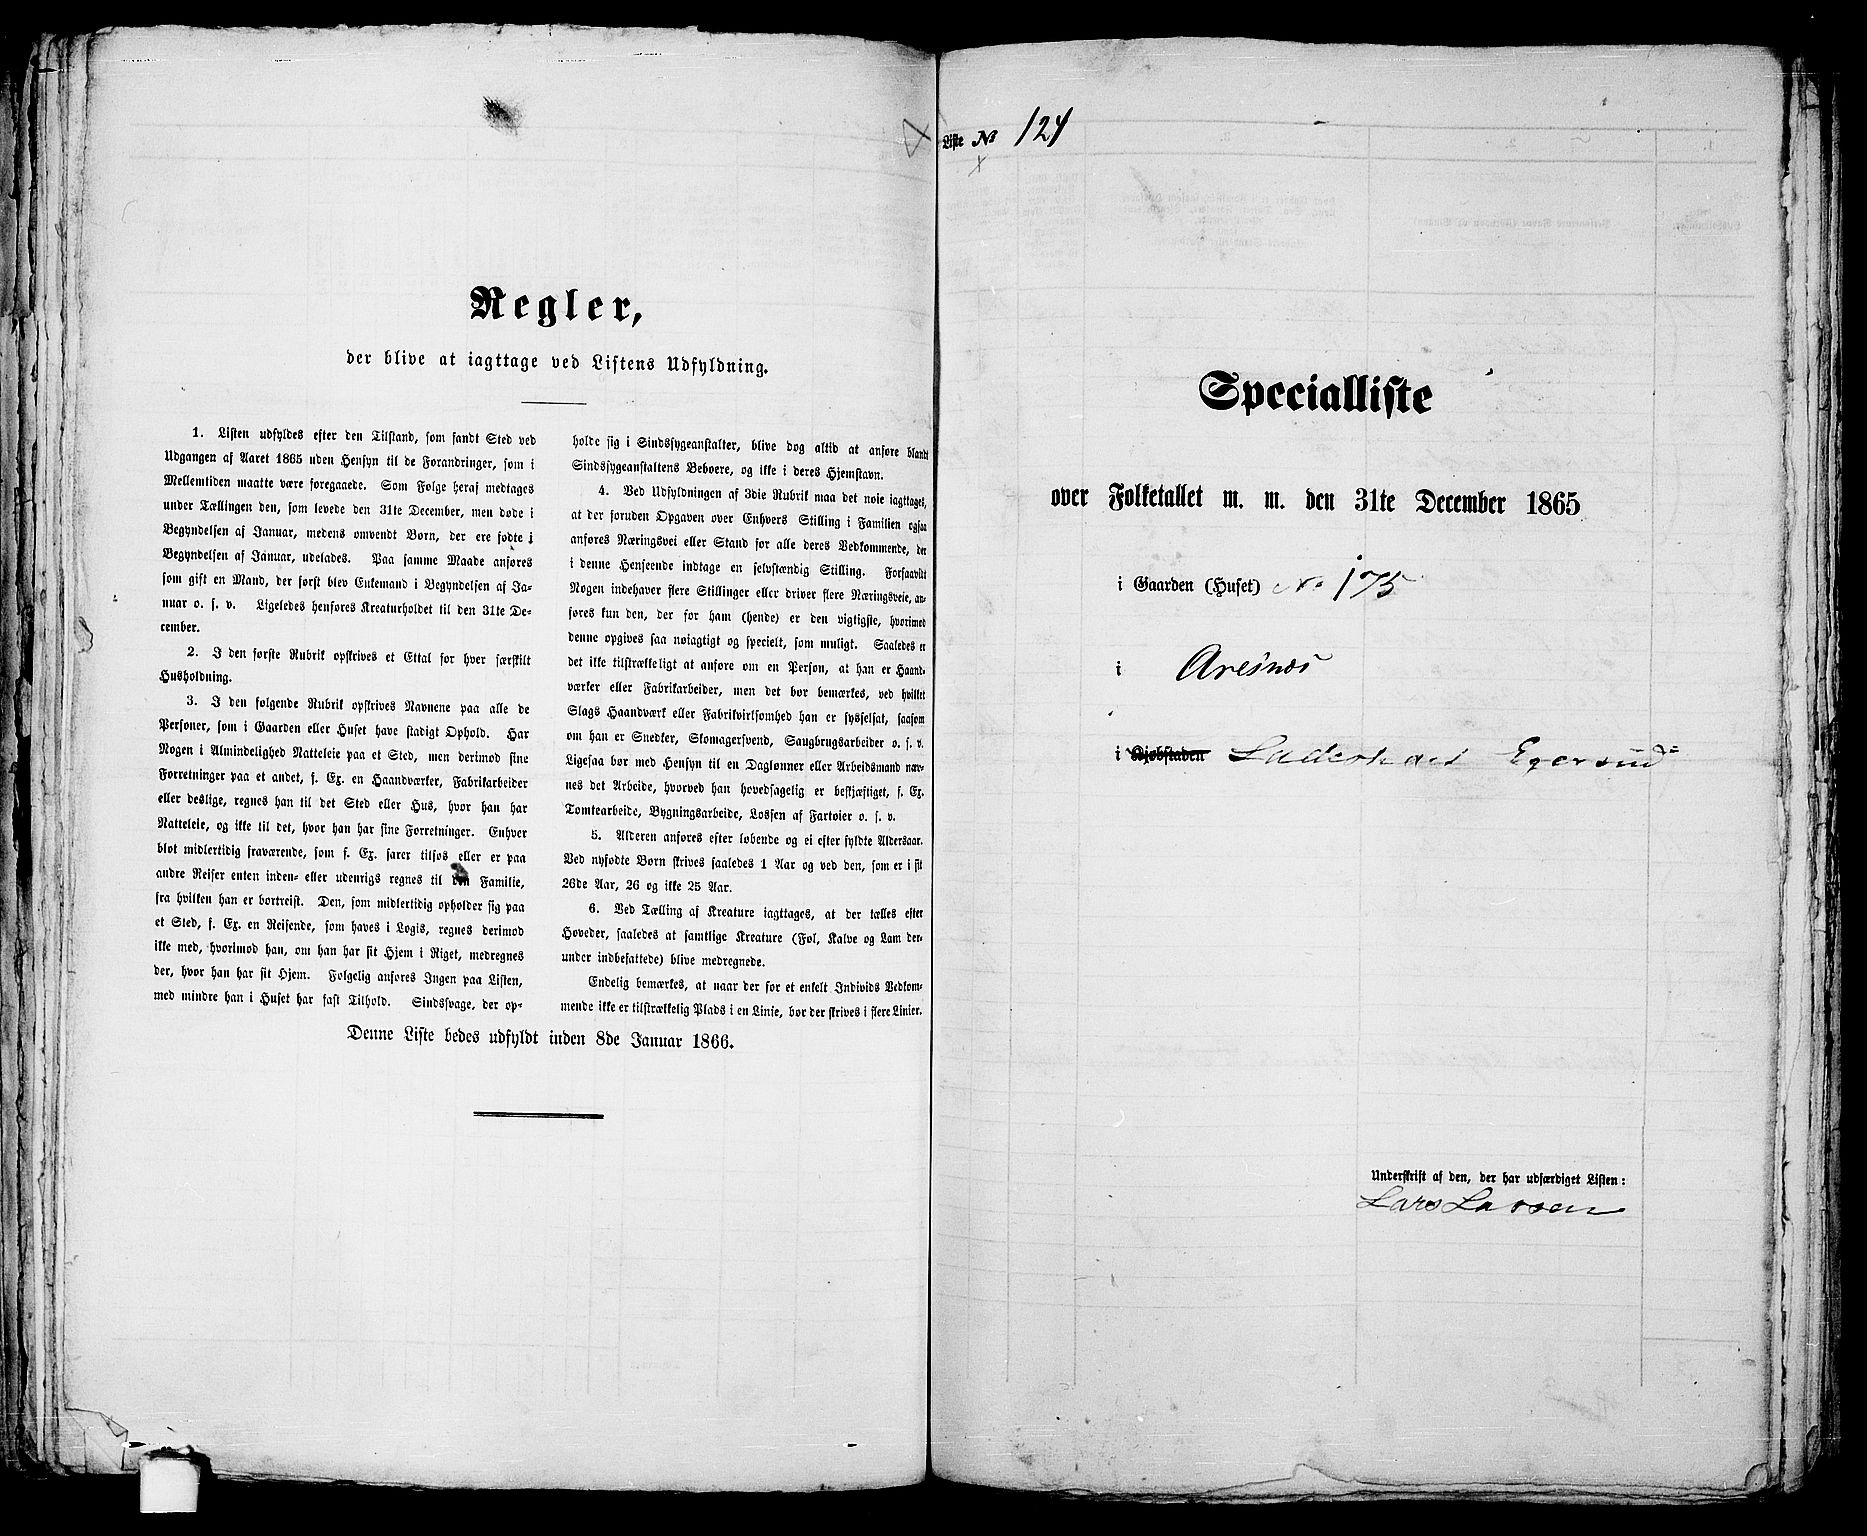 Regler,
der blive at iagttage ved Listens Udfyldning.
1. Listen udfyldes efter den Tilstand, som fandt Sted ved
Udgangen af Aaret 1865 uden Hensyn til de Forandringer, som i
Mellemtiden maatte være foregaaede. Som Følge heraf medtages
under Tællingen den, som levede den 31te December, men døde i
Begyndelsen af Januar, medens omvendt Børn, der ere fødte i
Begyndelsen af Januar, udelades. Paa samme Maade anføres
som gift en Mand, der først blev Enkemand i Begyndelsen af Ja-
nuar o. s. v. Ligeledes henføres Kreaturholdet til den 31te De-
cember.
2. I den første Rubrik opskrives et Ettal for hver særskilt
Husholdning.
3. I den følgende Rubrik opskrives Navnene paa alle de
Personer, som i Gaarden eller Huset have stadigt Ophold. Har
Nogen i Almindelighed Natteleie paa et Sted, men derimod sine
Forretninger paa et andet, f. Ex. en Haandværker, Fabrikarbeider
eller deslige, regnes han til det Sted eller Hus, hvor han har
Natteleie, og ikke til det, hvor han har sine Forretninger. Enhver
blot midlertidig fraværende, som f. Ex. farer tilsøs eller er paa
andre Reiser enten inden- eller udenrigs regnes til den Familie,
fra hvilken han er bortreist. Den, som midlertidig opholder sig paa
et Sted, f. Ex. en Reisende, som haves i Logis, regnes derimod
ikke med, hvorimod han, om han har sit Hjem i Riget, medregnes
der, hvor han har sit Hjem. Følgelig anføres Ingen paa Listen,
med mindre han i Huset har fast Tilhold. Sindssvage, der op-
holde sig i Sindssygeanstalter, blive dog altid at anføre blandt
Sindssygeanstaltens Beboere, og ikke i deres Hjemstavn.
4. Ved Udfyldningen af 3die Rubrik maa det nøie iagttages,
at der foruden Opgaven over Enhvers Stilling i Familien ogsaa
anføres Næringsvei eller Stand for alle deres Vedkommende, der
i denne Henseende indtage en selvstændig Stilling. Forsaavidt
Nogen indehaver flere Stillinger eller driver flere Næringsveie, an-
føres kun den, der for ham (hende) er den vigtigste, hvorimed
denne opgives saa nøiagtigt og specielt, som muligt. Saaledes er
det ikke tilstrækkeligt at anføre om en Person, at han er Haand-
værker eller Fabrikarbeider, men det bør bemærkes, ved hvilket
Slags Haandværk eller Fabrikvirksomhed han er sysselsat, saasom
om han er Snedker, Skomagersvend, Saugbrugsarbeider o. s. v.
Ligesaa bør med Hensyn til en Daglønner eller Arbeidsmand næv-
nes det Arbeide, hvorved han hovedsagelig er beskjæftiget, f. Ex.
Tomtearbeide, Bygningsarbeide, Lossen af Fartøier o. s. v.
5. Alderen anføres efter løbende og ei efter fyldte Aldersaar.
Ved nyfødte Børn skrives saaledes 1 Aar og ved den, som er i sit
26de Aar, 26 og ikke 25 Aar.
6. Ved Tælling af Kreature iagttages, at der tælles efter
Hoveder, saaledes at samtlige Kreature (Føl, Kalve og Lam der-
under indbefattede) blive medregnede.
Endelig bemærkes, at naar der for et enkelt Individs Vedkom-
mende ikke er tilstrækkelig Plads i en Linie, bør der skrives i flere Linier.
Denne Liste bedes udfyldt inden 8de Januar 1866.
Liste № 124
Specialliste
over Folketallet m. m. den 31te December 1865
i Gaarden (Huset) No 175
i Aresnæs
i Kjøbstaden Ladestedet Egersund
Underskrift af den, der har udfærdiget Listen:
Lars Larsen